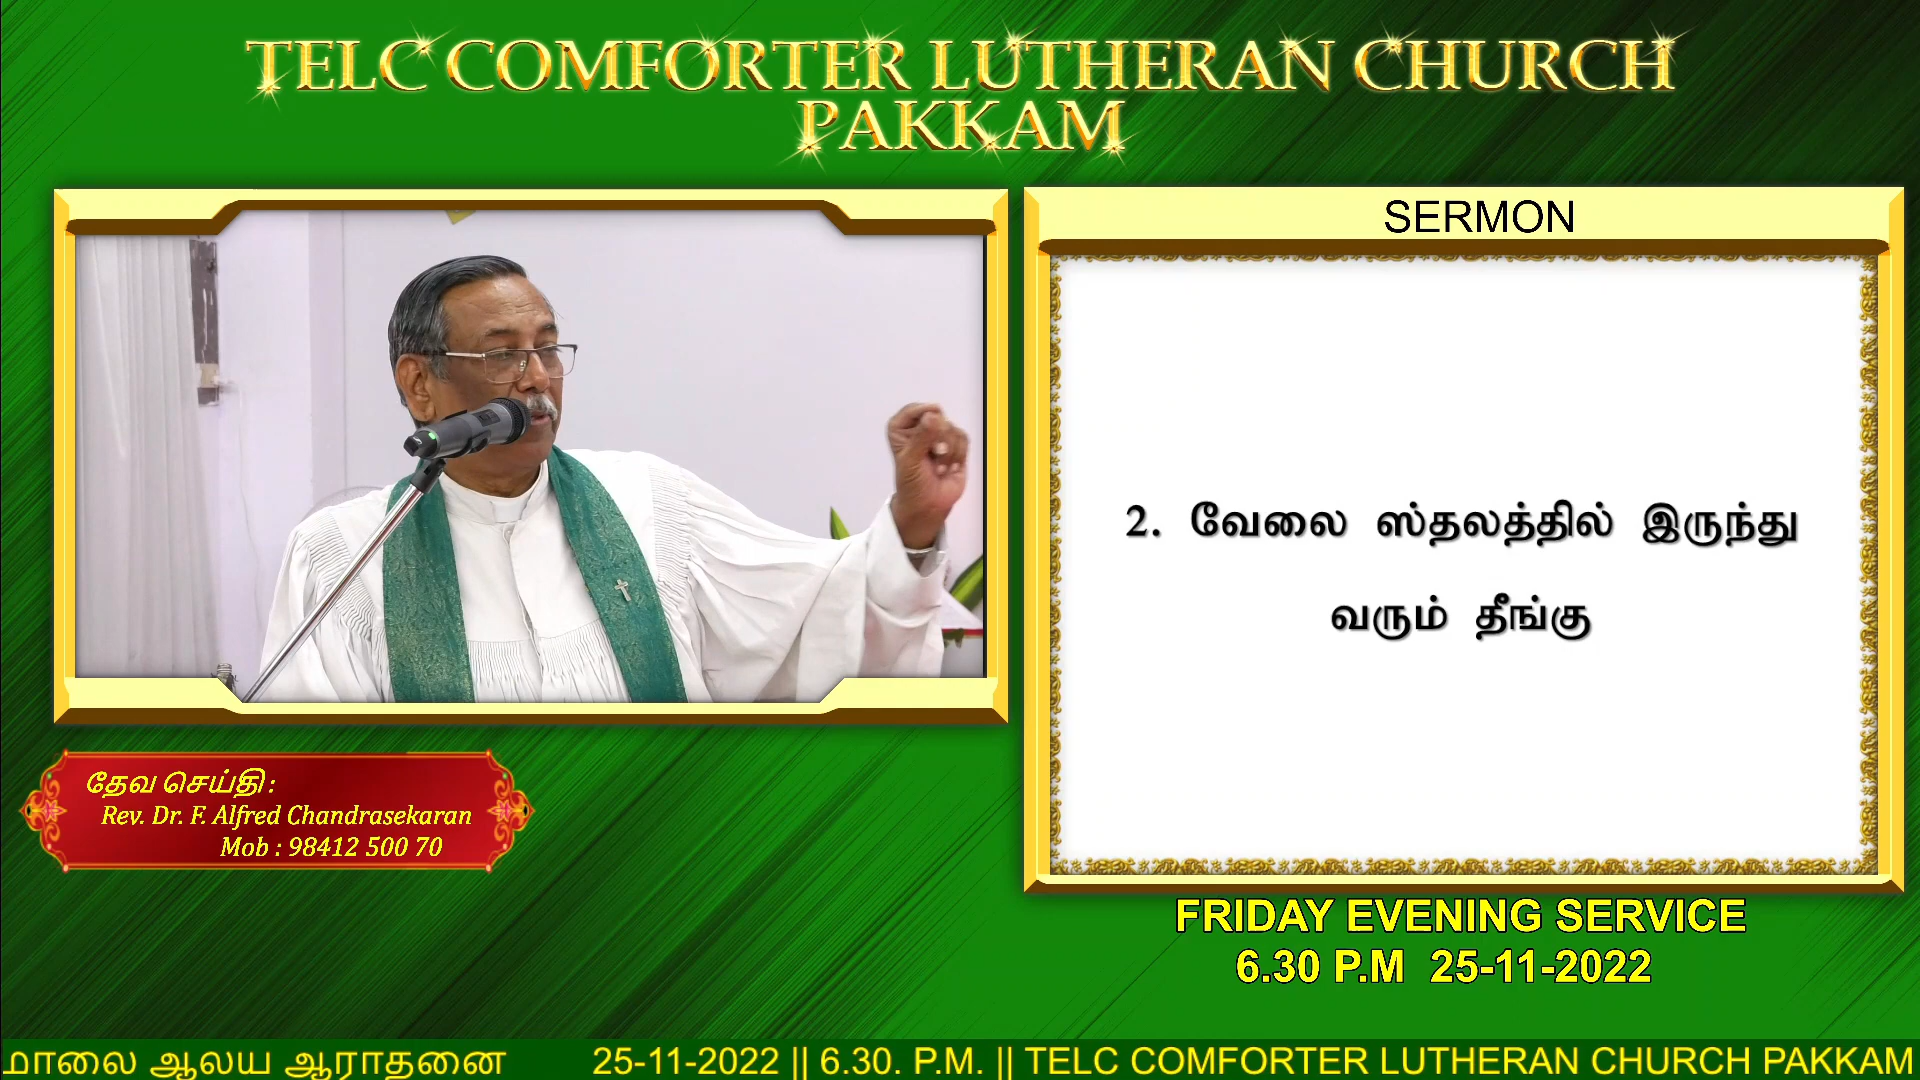 TELC COMFORTER LUTHERAN CHURCH
PAKKAM
SERMON
2. வேலை ஸ்தலத்தில் இருந்து
வரும் தீங்கு
தேவ செய்தி :
Rev. Dr. F. Alfred Chandrasekaran
Mob : 98412 500 70
FRIDAY EVENING SERVICE
6.30 P.M 25-11-2022
மாலை ஆலய ஆராதனை 25-11-2022 || 6.30. P.M. || TELC COMFORTER LUTHERAN CHURCH PAKKAM